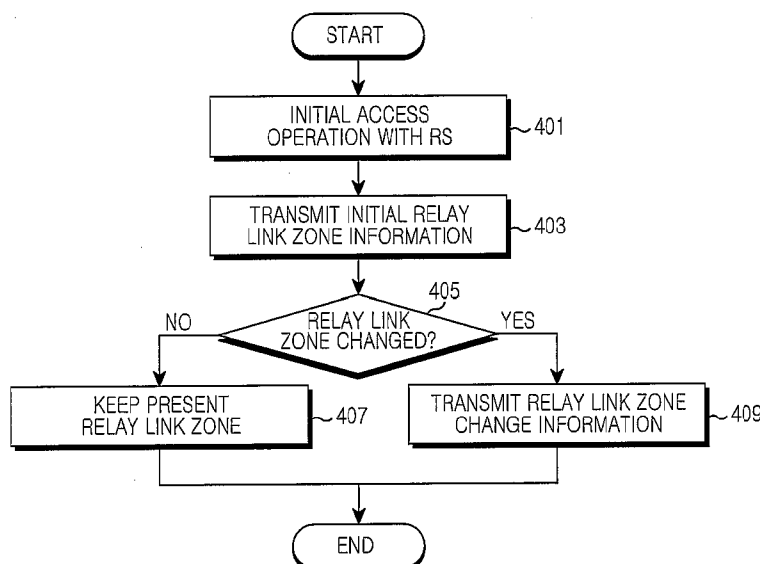 START
INITIAL ACCESS
OPERATION WITH RS
401
TRANSMIT INITIAL RELAY
LINK ZONE INFORMATION
403
405
RELAY LINK
ZONE CHANGED?
NO
YES
KEEP PRESENT
RELAY LINK ZONE
407
TRANSMIT RELAY LINK ZONE
CHANGE INFORMATION
409
END